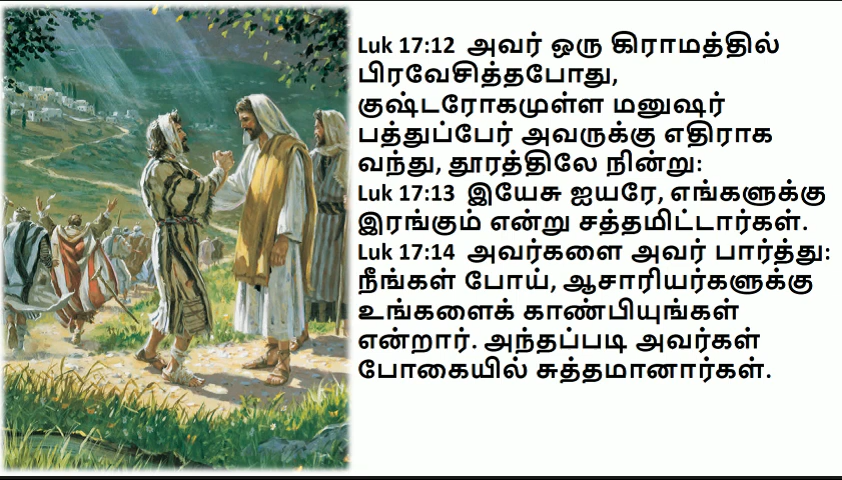 Luk 17:12 அவர் ஒரு கிராமத்தில்
பிரவேசித்தபோது,
குஷ்டரோகமுள்ள மனுஷர்
பத்துப்பேர் அவருக்கு எதிராக
வந்து, தூரத்திலே நின்று:
Luk 17:13 இயேசு ஐயரே, எங்களுக்கு
இரங்கும் என்று சத்தமிட்டார்கள்.
Luk 17:14 அவர்களை அவர் பார்த்து:
நீங்கள் போய், ஆசாரியர்களுக்கு
உங்களைக் காண்பியுங்கள்
என்றார். அந்தப்படி அவர்கள்
போகையில் சுத்தமானார்கள்.